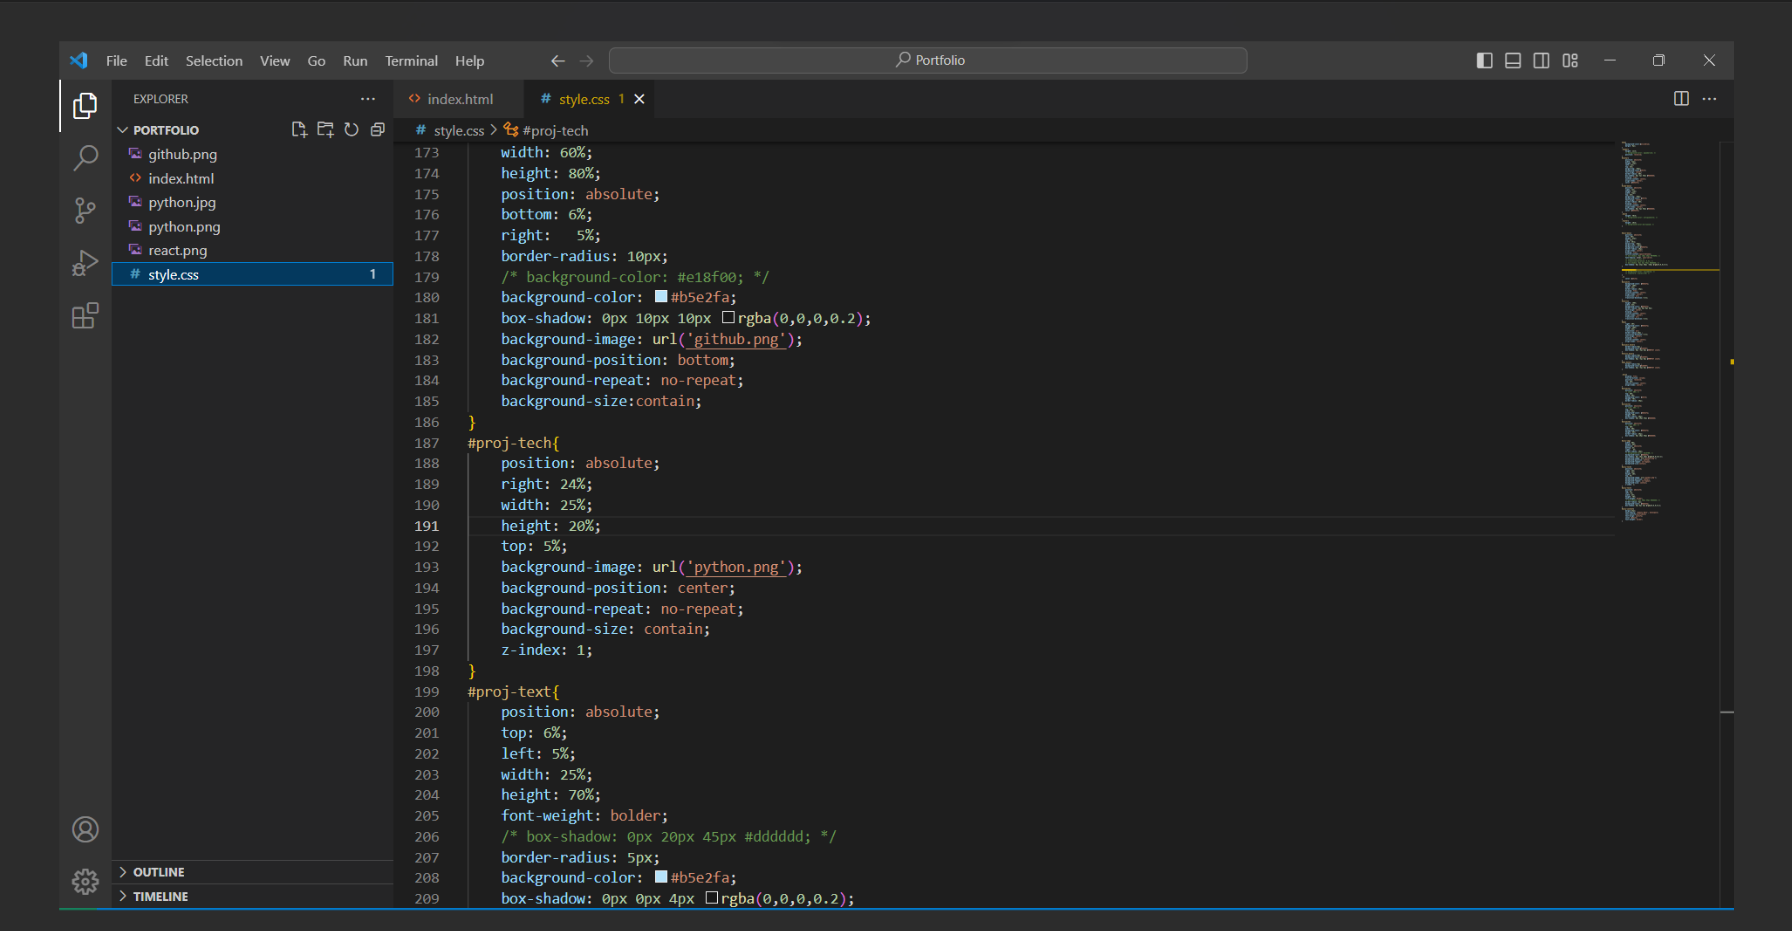 File Edit Selection View Go Run Terminal Help
Portfolio
EXPLORER
PORTFOLIO
github.png
index.html
python.jpg
python.png
react.png
# style.css 1
OUTLINE
TIMELINE
<> index.html
# style.css 1
# style.css > #proj-tech
173 width: 60%;
174 height: 80%;
175 position: absolute;
176 bottom: 6%;
177 right:   5%;
178 border-radius: 10px;
179 /* background-color: #e18f00; */
180 background-color: #b5e2fa;
181 box-shadow: 0px 10px 10px rgba(0,0,0,0.2);
182 background-image: url('github.png');
183 background-position: bottom;
184 background-repeat: no-repeat;
185 background-size:contain;
186 }
187 #proj-tech{
188 position: absolute;
189 right: 24%;
190 width: 25%;
191 height: 20%;
192 top: 5%;
193 background-image: url('python.png');
194 background-position: center;
195 background-repeat: no-repeat;
196 background-size: contain;
197 z-index: 1;
198 }
199 #proj-text{
200 position: absolute;
201 top: 6%;
202 left: 5%;
203 width: 25%;
204 height: 70%;
205 font-weight: bolder;
206 /* box-shadow: 0px 20px 45px #dddddd; */
207 border-radius: 5px;
208 background-color: #b5e2fa;
209 box-shadow: 0px 0px 4px rgba(0,0,0,0.2);